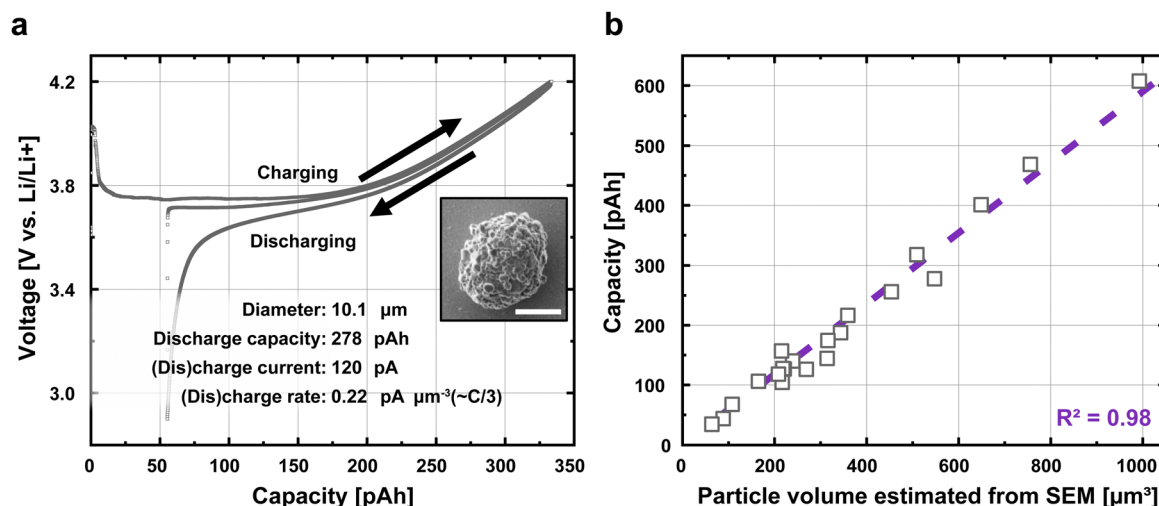 a
Voltage [V vs. Li/Li+]
4.2
3.8
3.4
3.0
Charging
Discharging
Diameter: 10.1 µm
Discharge capacity: 278 pAh
(Dis)charge current: 120 pA
(Dis)charge rate: 0.22 pA µm⁻³(~C/3)
0 50 100 150 200 250 300 350
Capacity [pAh]
b
Capacity [pAh]
600
500
400
300
200
100
0
R² = 0.98
0 200 400 600 800 1000
Particle volume estimated from SEM [µm³]